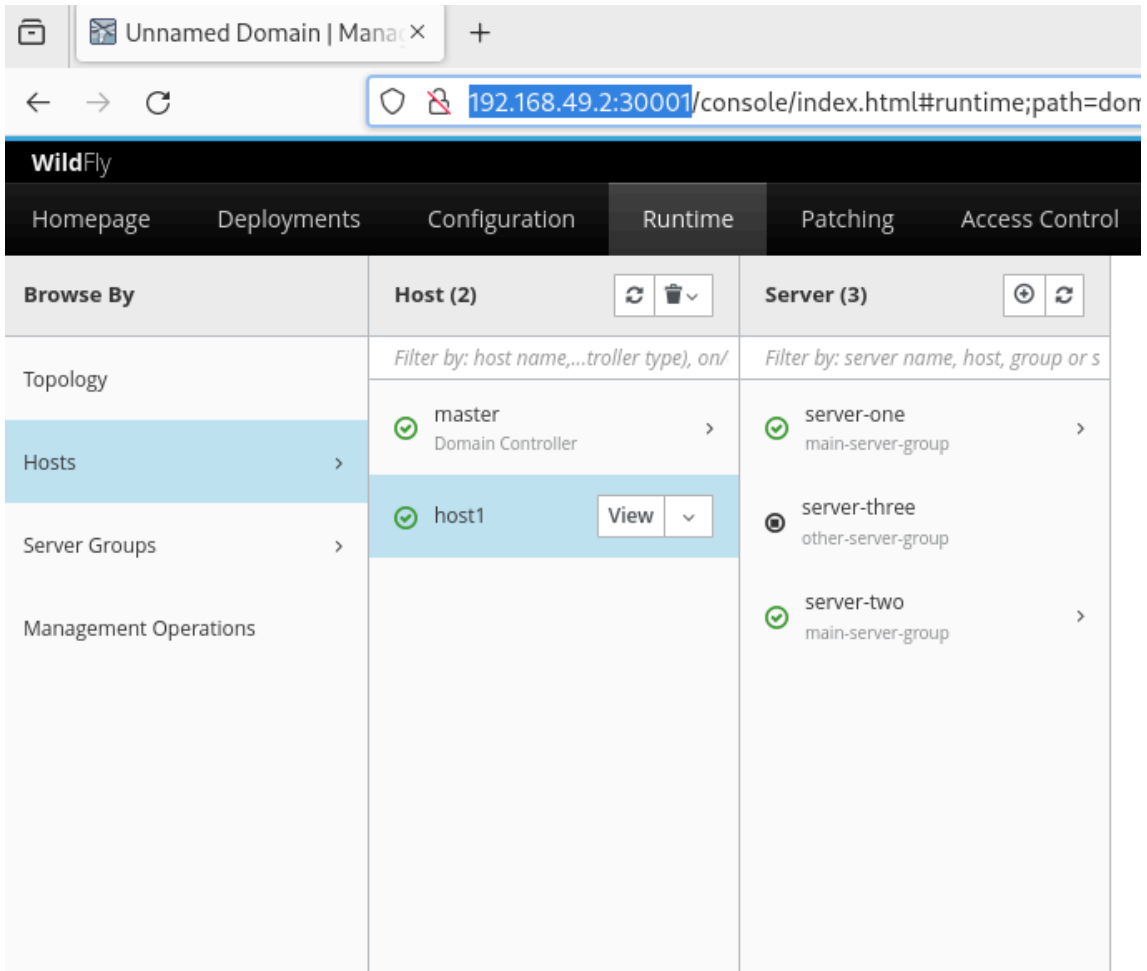 Unnamed Domain | Mana
192.168.49.2:30001/console/index.html#runtime;path=dom
WildFly
Homepage Deployments Configuration Runtime Patching Access Control
Browse By
Topology
Hosts
Server Groups
Management Operations
Host (2)
Filter by: host name,...troller type), on/
master
Domain Controller
host1
View
Server (3)
Filter by: server name, host, group or s
server-one
main-server-group
server-three
other-server-group
server-two
main-server-group